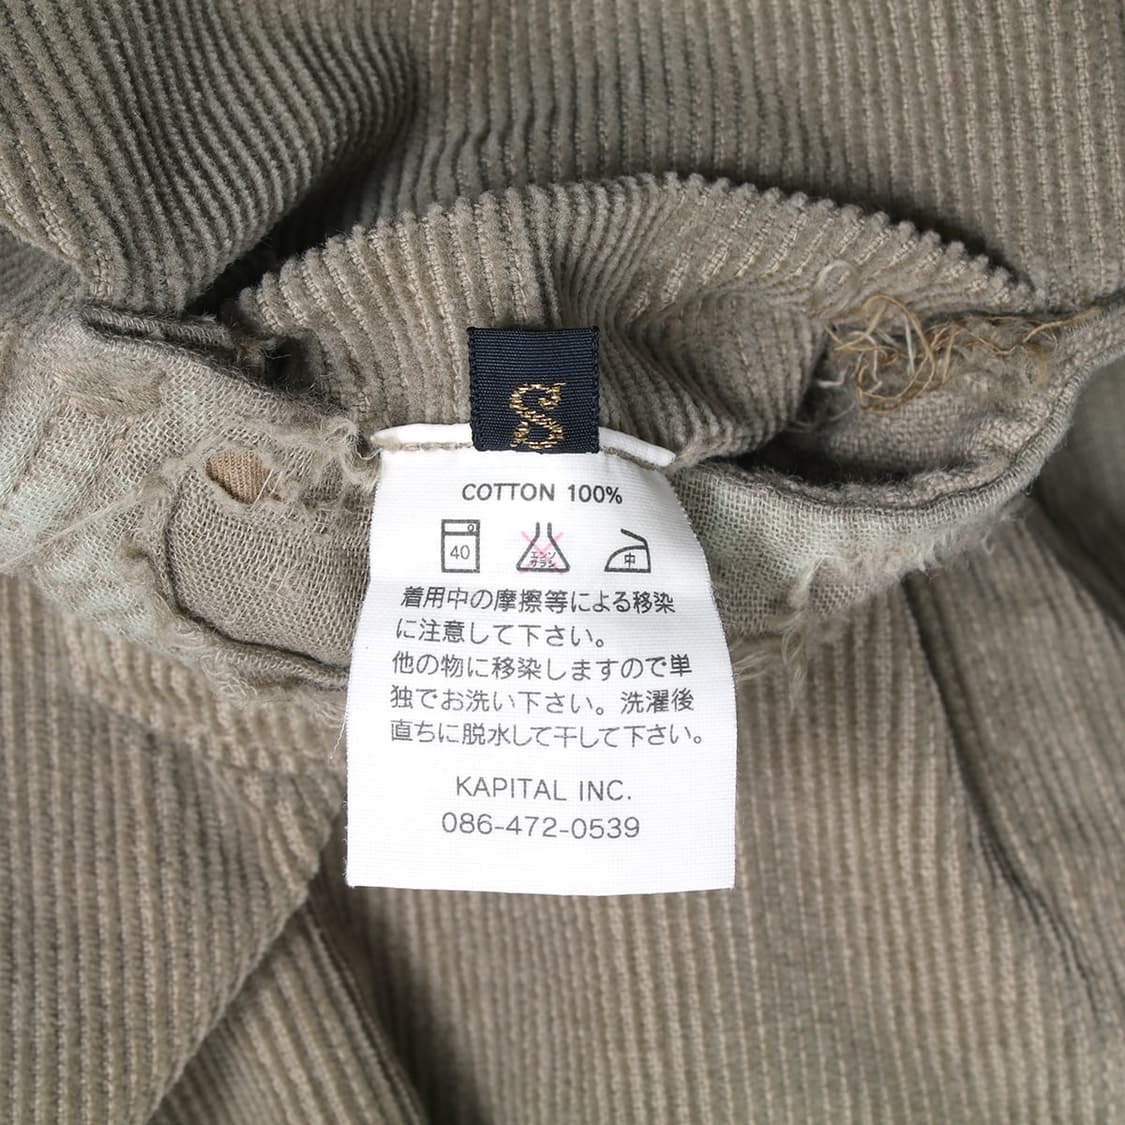 S
COTTON 100%
40 エンソサラシ 中
着用中の摩擦等による移染
に注意して下さい。
他の物に移染しますので単
独でお洗い下さい。洗濯後
直ちに脱水して干して下さい。
KAPITAL INC.
086-472-0539